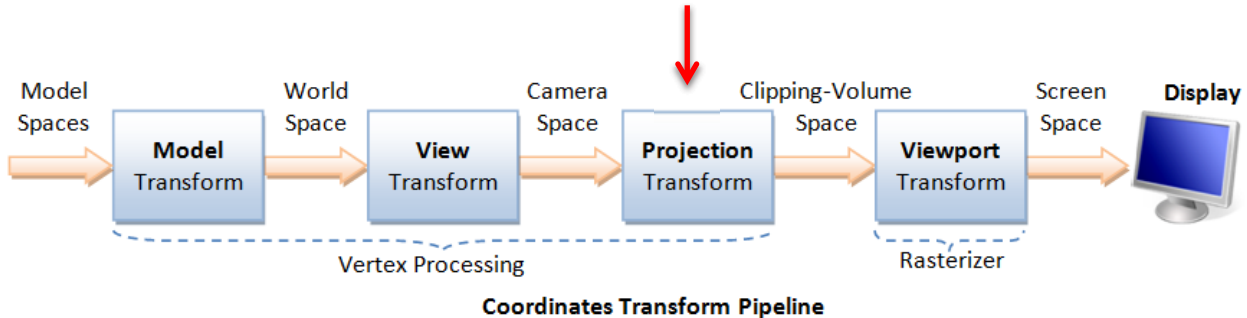 Model
Spaces
Model
Transform
World
Space
View
Transform
Camera
Space
Projection
Transform
Clipping-Volume
Space
Viewport
Transform
Screen
Space
Display
Vertex Processing
Rasterizer
Coordinates Transform Pipeline